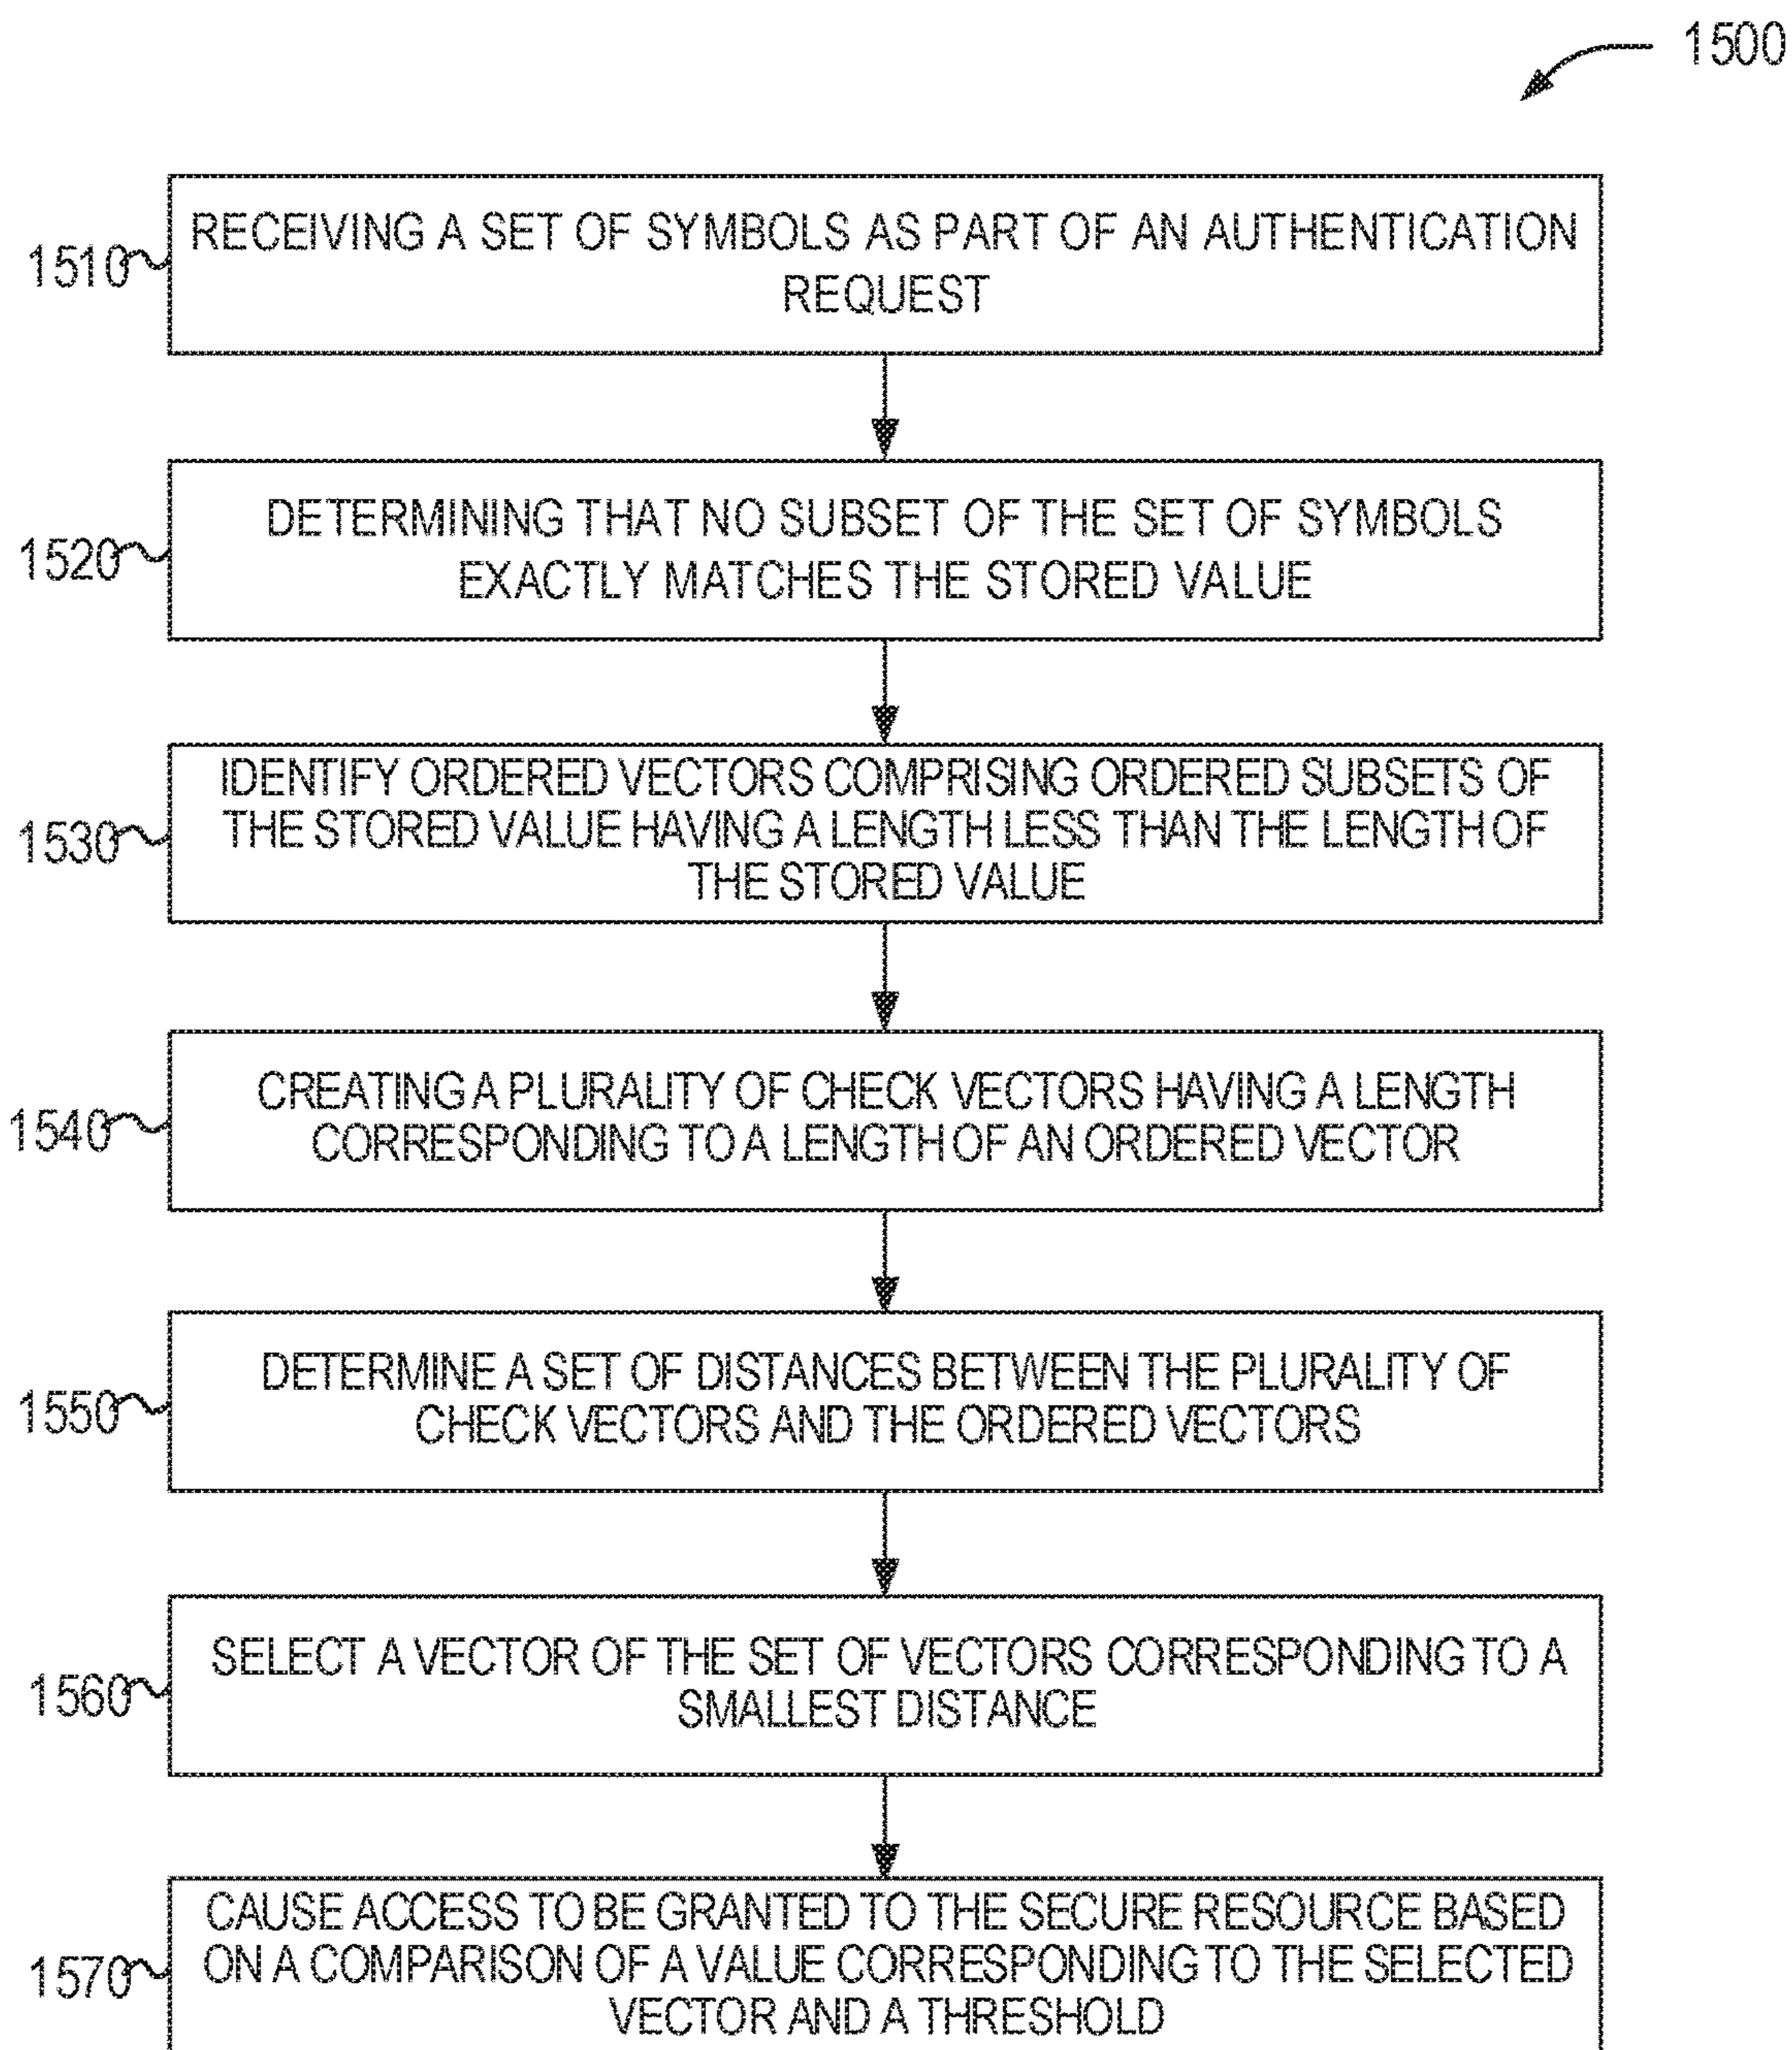 1500
1510
RECEIVING A SET OF SYMBOLS AS PART OF AN AUTHENTICATION
REQUEST
1520
DETERMINING THAT NO SUBSET OF THE SET OF SYMBOLS
EXACTLY MATCHES THE STORED VALUE
1530
IDENTIFY ORDERED VECTORS COMPRISING ORDERED SUBSETS OF
THE STORED VALUE HAVING A LENGTH LESS THAN THE LENGTH OF
THE STORED VALUE
1540
CREATING A PLURALITY OF CHECK VECTORS HAVING A LENGTH
CORRESPONDING TO A LENGTH OF AN ORDERED VECTOR
1550
DETERMINE A SET OF DISTANCES BETWEEN THE PLURALITY OF
CHECK VECTORS AND THE ORDERED VECTORS
1560
SELECT A VECTOR OF THE SET OF VECTORS CORRESPONDING TO A
SMALLEST DISTANCE
1570
CAUSE ACCESS TO BE GRANTED TO THE SECURE RESOURCE BASED
ON A COMPARISON OF A VALUE CORRESPONDING TO THE SELECTED
VECTOR AND A THRESHOLD